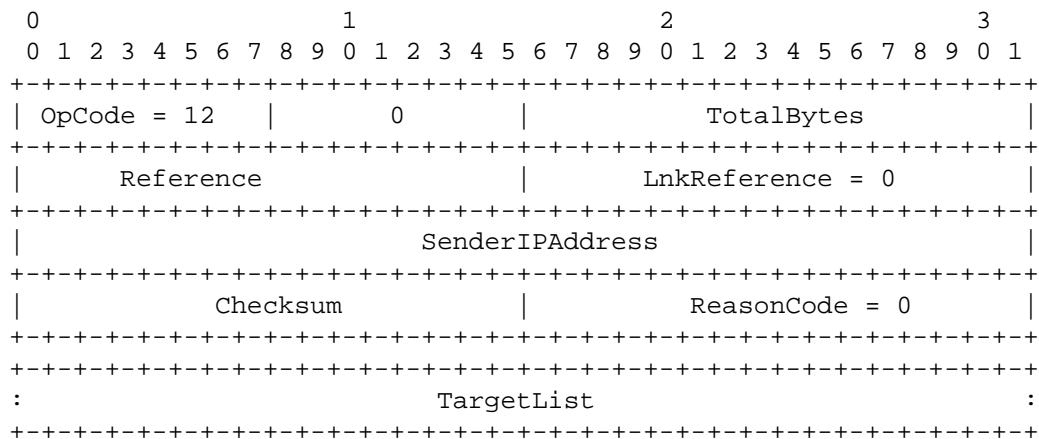 0                   1                   2                   3
 0 1 2 3 4 5 6 7 8 9 0 1 2 3 4 5 6 7 8 9 0 1 2 3 4 5 6 7 8 9 0 1
+-+-+-+-+-+-+-+-+-+-+-+-+-+-+-+-+-+-+-+-+-+-+-+-+-+-+-+-+-+-+-+-+
| OpCode = 12   |       0       |           TotalBytes          |
+-+-+-+-+-+-+-+-+-+-+-+-+-+-+-+-+-+-+-+-+-+-+-+-+-+-+-+-+-+-+-+-+
|      Reference                |       LnkReference = 0        |
+-+-+-+-+-+-+-+-+-+-+-+-+-+-+-+-+-+-+-+-+-+-+-+-+-+-+-+-+-+-+-+-+
|                         SenderIPAddress                       |
+-+-+-+-+-+-+-+-+-+-+-+-+-+-+-+-+-+-+-+-+-+-+-+-+-+-+-+-+-+-+-+-+
|            Checksum           |          ReasonCode = 0       |
+-+-+-+-+-+-+-+-+-+-+-+-+-+-+-+-+-+-+-+-+-+-+-+-+-+-+-+-+-+-+-+-+
+-+-+-+-+-+-+-+-+-+-+-+-+-+-+-+-+-+-+-+-+-+-+-+-+-+-+-+-+-+-+-+-+
:                          TargetList                           :
+-+-+-+-+-+-+-+-+-+-+-+-+-+-+-+-+-+-+-+-+-+-+-+-+-+-+-+-+-+-+-+-+